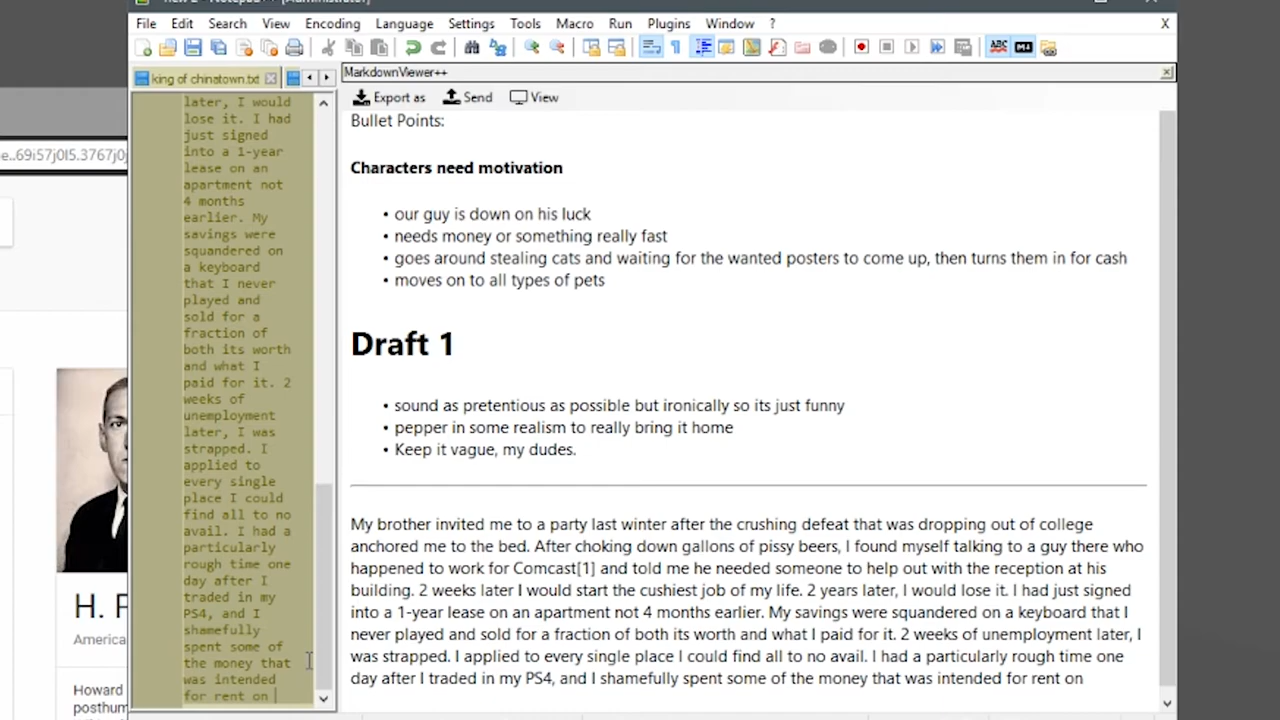 new 2 - Notepad++ [Administrator]
File Edit Search View Encoding Language Settings Tools Macro Run Plugins Window ? X
ABC
king of chinatown.txt
MarkdownViewer++
Export as Send View
e..69i57j0l5.3767j0j
later, I would
lose it. I had
just signed
into a 1-year
lease on an
apartment not
4 months
earlier. My
savings were
squandered on
a keyboard
that I never
played and
sold for a
fraction of
both its worth
and what I
paid for it. 2
weeks of
unemployment
later, I was
strapped. I
applied to
every single
place I could
find all to no
avail. I had a
particularly
rough time one
day after I
traded in my
PS4, and I
shamefully
spent some of
the money that
was intended
for rent on
Bullet Points:
Characters need motivation
• our guy is down on his luck
• needs money or something really fast
• goes around stealing cats and waiting for the wanted posters to come up, then turns them in for cash
• moves on to all types of pets
Draft 1
• sound as pretentious as possible but ironically so its just funny
• pepper in some realism to really bring it home
• Keep it vague, my dudes.
My brother invited me to a party last winter after the crushing defeat that was dropping out of college
anchored me to the bed. After choking down gallons of pissy beers, I found myself talking to a guy there who
happened to work for Comcast[1] and told me he needed someone to help out with the reception at his
building. 2 weeks later I would start the cushiest job of my life. 2 years later, I would lose it. I had just signed
into a 1-year lease on an apartment not 4 months earlier. My savings were squandered on a keyboard that I
never played and sold for a fraction of both its worth and what I paid for it. 2 weeks of unemployment later, I
was strapped. I applied to every single place I could find all to no avail. I had a particularly rough time one
day after I traded in my PS4, and I shamefully spent some of the money that was intended for rent on
H. P
America
Howard
posthum